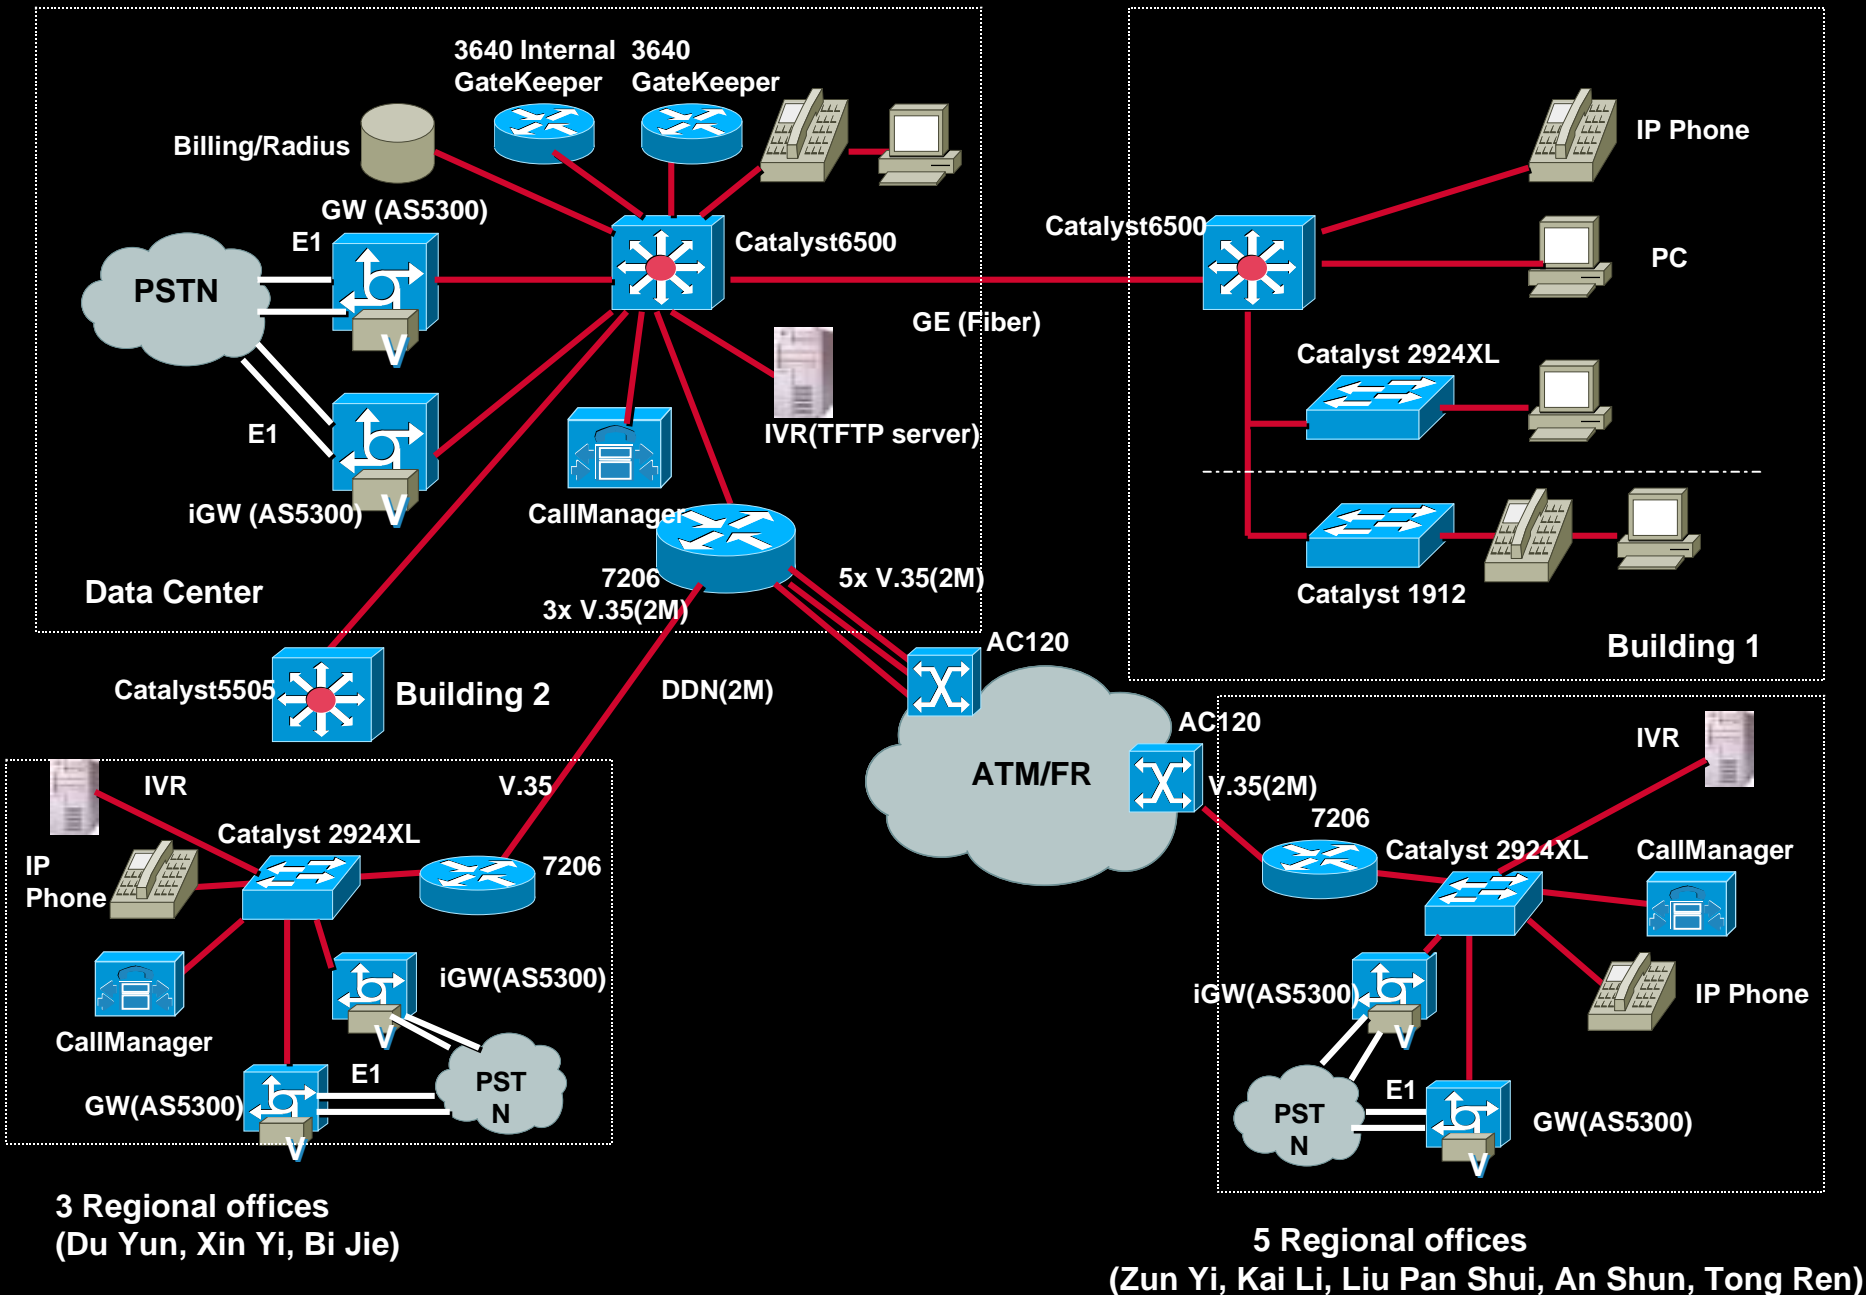 3640 Internal
GateKeeper
3640
GateKeeper
Billing/Radius
GW (AS5300)
E1
PSTN
Catalyst6500
E1
iGW (AS5300)
V
V
CallManager
IVR(TFTP server)
GE (Fiber)
7206
3x V.35(2M)
5x V.35(2M)
Data Center
Catalyst6500
IP Phone
PC
Catalyst 2924XL
Catalyst 1912
Building 1
Catalyst5505
Building 2
DDN(2M)
AC120
ATM/FR
AC120
V.35(2M)
IVR
V.35
Catalyst 2924XL
7206
IP
Phone
CallManager
iGW(AS5300)
V
E1
GW(AS5300)
V
PST
N
3 Regional offices
(Du Yun, Xin Yi, Bi Jie)
IVR
7206
Catalyst 2924XL
CallManager
iGW(AS5300)
V
IP Phone
PST
N
E1
GW(AS5300)
V
5 Regional offices
(Zun Yi, Kai Li, Liu Pan Shui, An Shun, Tong Ren)